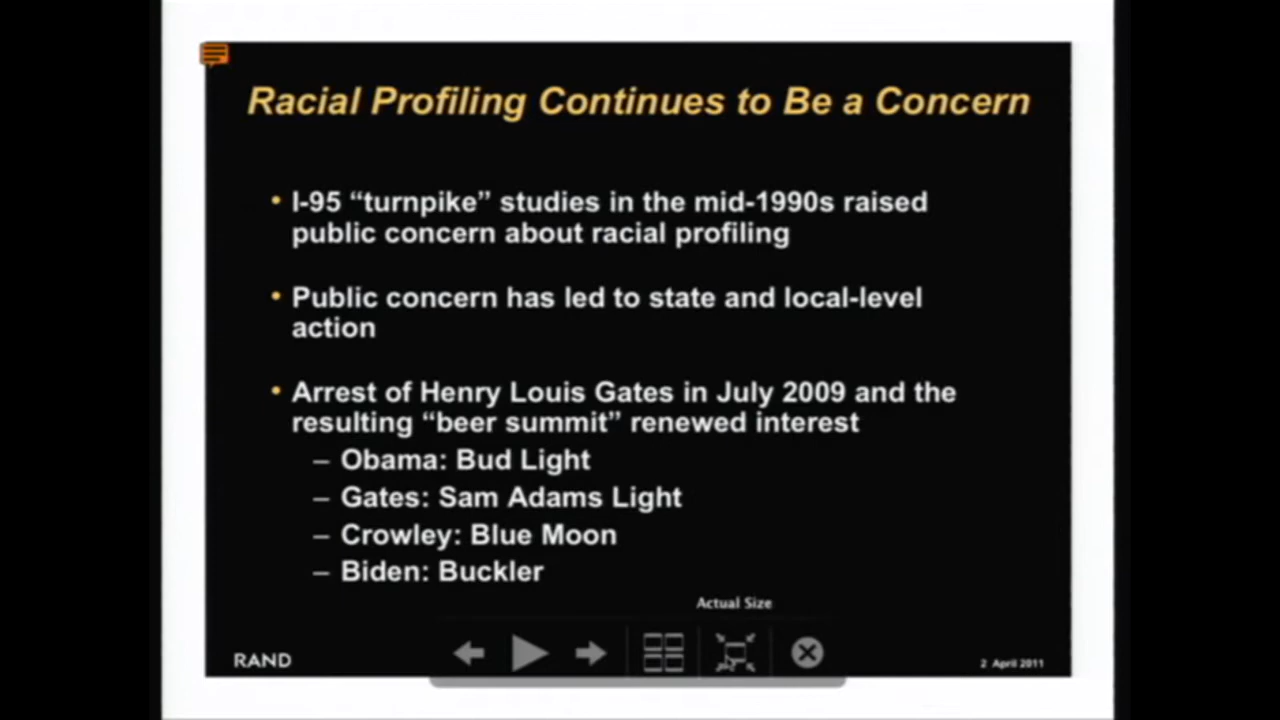 Racial Profiling Continues to Be a Concern
• I-95 “turnpike” studies in the mid-1990s raised
public concern about racial profiling
• Public concern has led to state and local-level
action
• Arrest of Henry Louis Gates in July 2009 and the
resulting “beer summit” renewed interest
– Obama: Bud Light
– Gates: Sam Adams Light
– Crowley: Blue Moon
– Biden: Buckler
Actual Size
RAND
2 April 2011